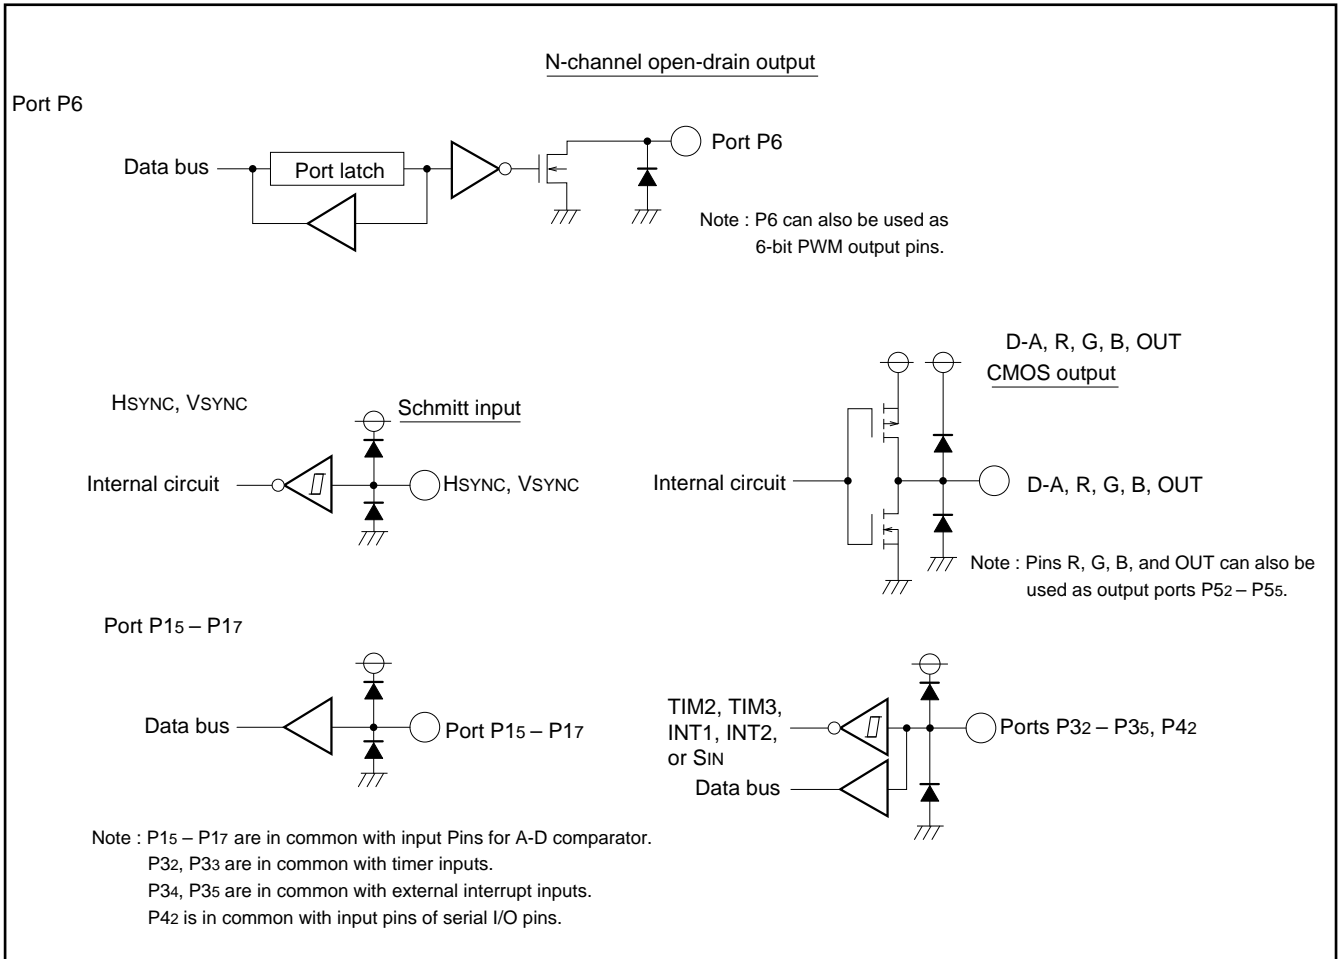 N-channel open-drain output
Port P6
Data bus
Port latch
Port P6
Note : P6 can also be used as
6-bit PWM output pins.
HSYNC, VSYNC
Schmitt input
Internal circuit
HSYNC, VSYNC
D-A, R, G, B, OUT
CMOS output
Internal circuit
D-A, R, G, B, OUT
Note : Pins R, G, B, and OUT can also be
used as output ports P52 – P55.
Port P15 – P17
Data bus
Port P15 – P17
TIM2, TIM3,
INT1, INT2,
or SIN
Data bus
Ports P32 – P35, P42
Note : P15 – P17 are in common with input Pins for A-D comparator.
P32, P33 are in common with timer inputs.
P34, P35 are in common with external interrupt inputs.
P42 is in common with input pins of serial I/O pins.